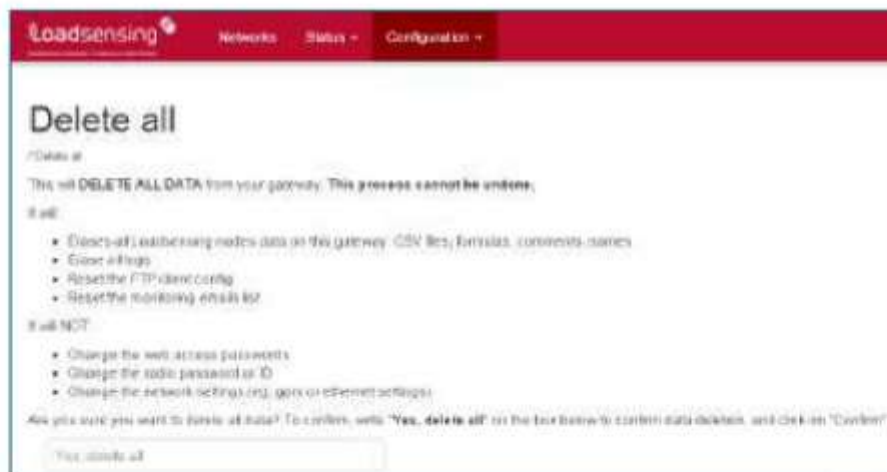 Loadsensing
Networks Status Configuration
Delete all
/ Delete all
This will DELETE ALL DATA from your gateway. This process cannot be undone.
It will:
Erases all Loadsensing nodes data on this gateway: CSV files, formulas, comments, names
Erase all logs
Reset the FTP client config
Reset the monitoring emails list
It will NOT:
Change the web access passwords
Change the radio password or ID
Change the network settings (eg. gprs or ethernet settings)
Are you sure you want to delete all data? To confirm, write "Yes, delete all" on the box below to confirm data deletion, and click on "Confirm"
Yes, delete all